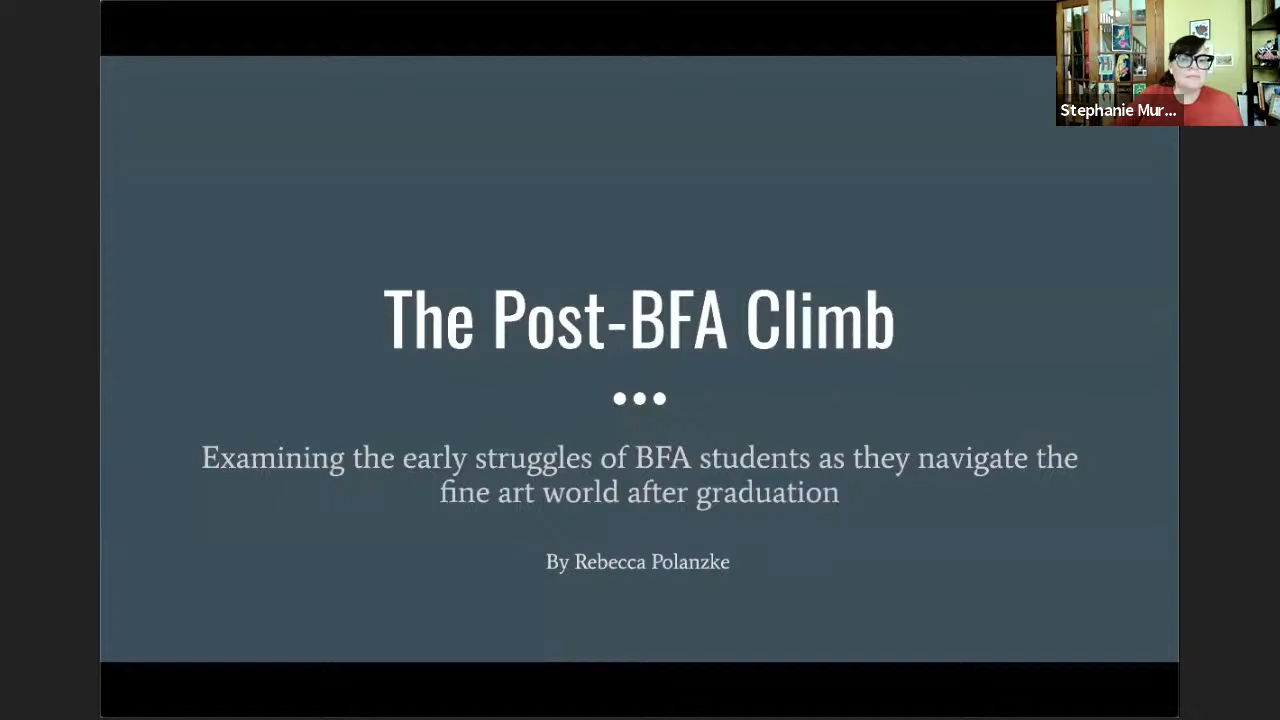 Stephanie Mur...
The Post-BFA Climb
Examining the early struggles of BFA students as they navigate the
fine art world after graduation
By Rebecca Polanzke